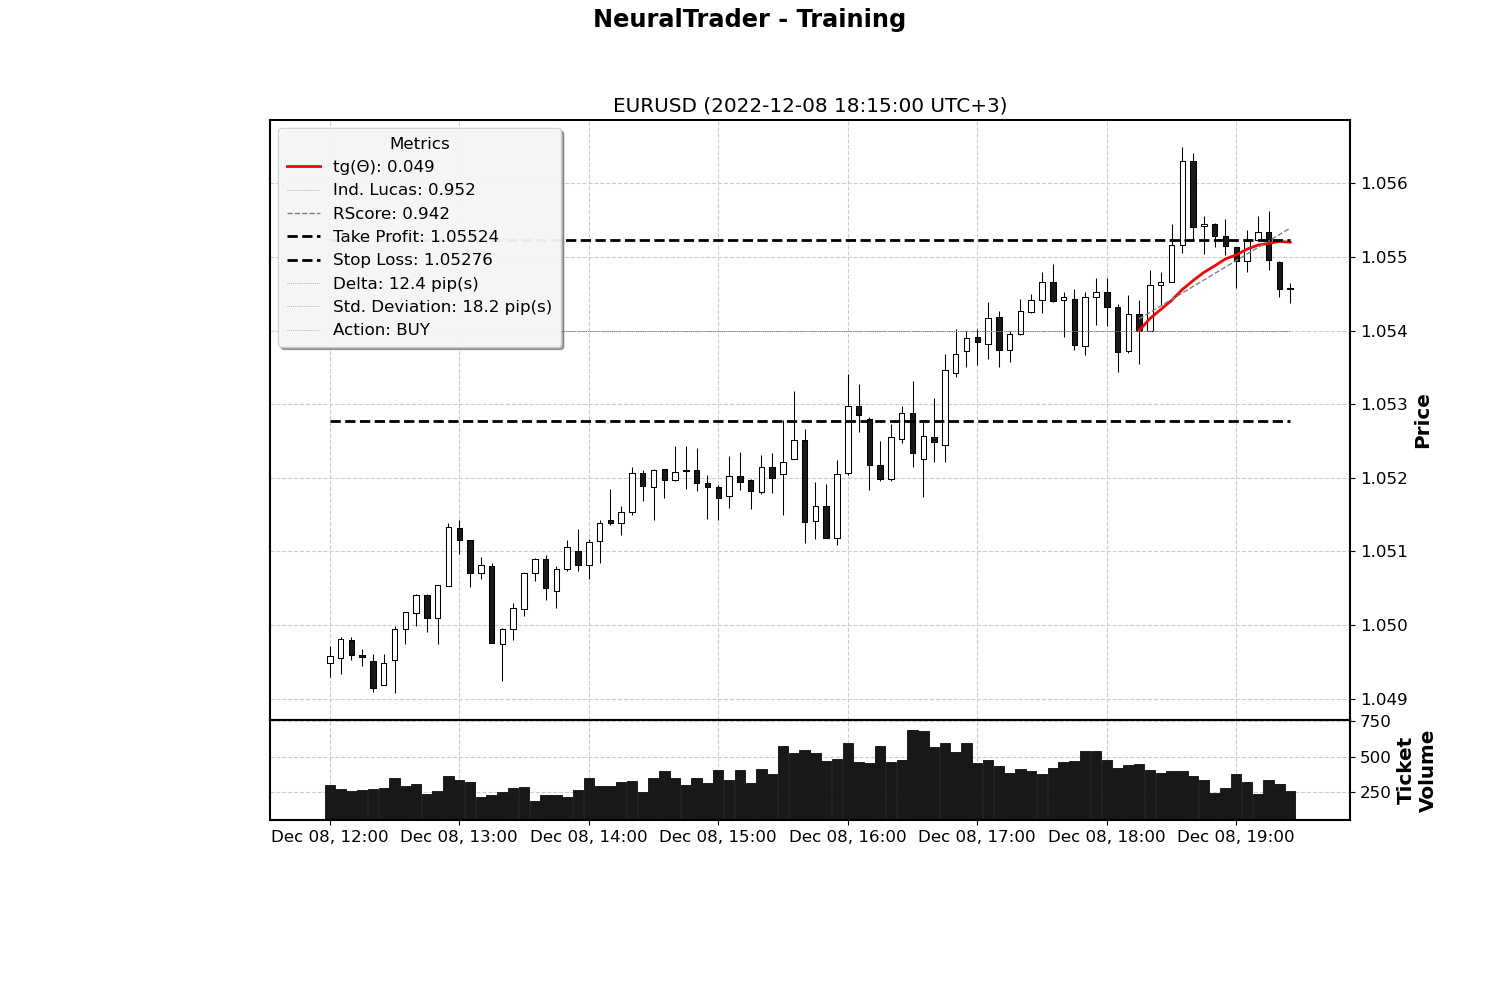 NeuralTrader - Training
EURUSD (2022-12-08 18:15:00 UTC+3)
Metrics
tg(Θ): 0.049
Ind. Lucas: 0.952
RScore: 0.942
Take Profit: 1.05524
Stop Loss: 1.05276
Delta: 12.4 pip(s)
Std. Deviation: 18.2 pip(s)
Action: BUY
1.056
1.055
1.054
1.053
1.052
1.051
1.050
1.049
Price
750
500
250
Ticket
Volume
Dec 08, 12:00 Dec 08, 13:00 Dec 08, 14:00 Dec 08, 15:00 Dec 08, 16:00 Dec 08, 17:00 Dec 08, 18:00 Dec 08, 19:00